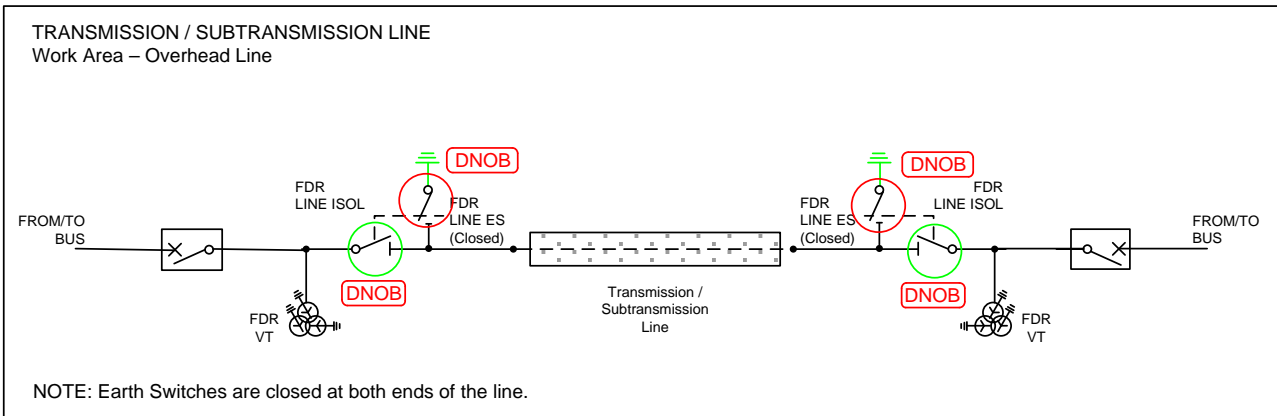 TRANSMISSION / SUBTRANSMISSION LINE
Work Area – Overhead Line
DNOB
DNOB
FDR
LINE ISOL
FDR
LINE ES
(Closed)
FDR
LINE ES
(Closed)
FDR
LINE ISOL
FROM/TO
BUS
FROM/TO
BUS
DNOB
DNOB
Transmission /
Subtransmission
Line
FDR
VT
FDR
VT
NOTE: Earth Switches are closed at both ends of the line.